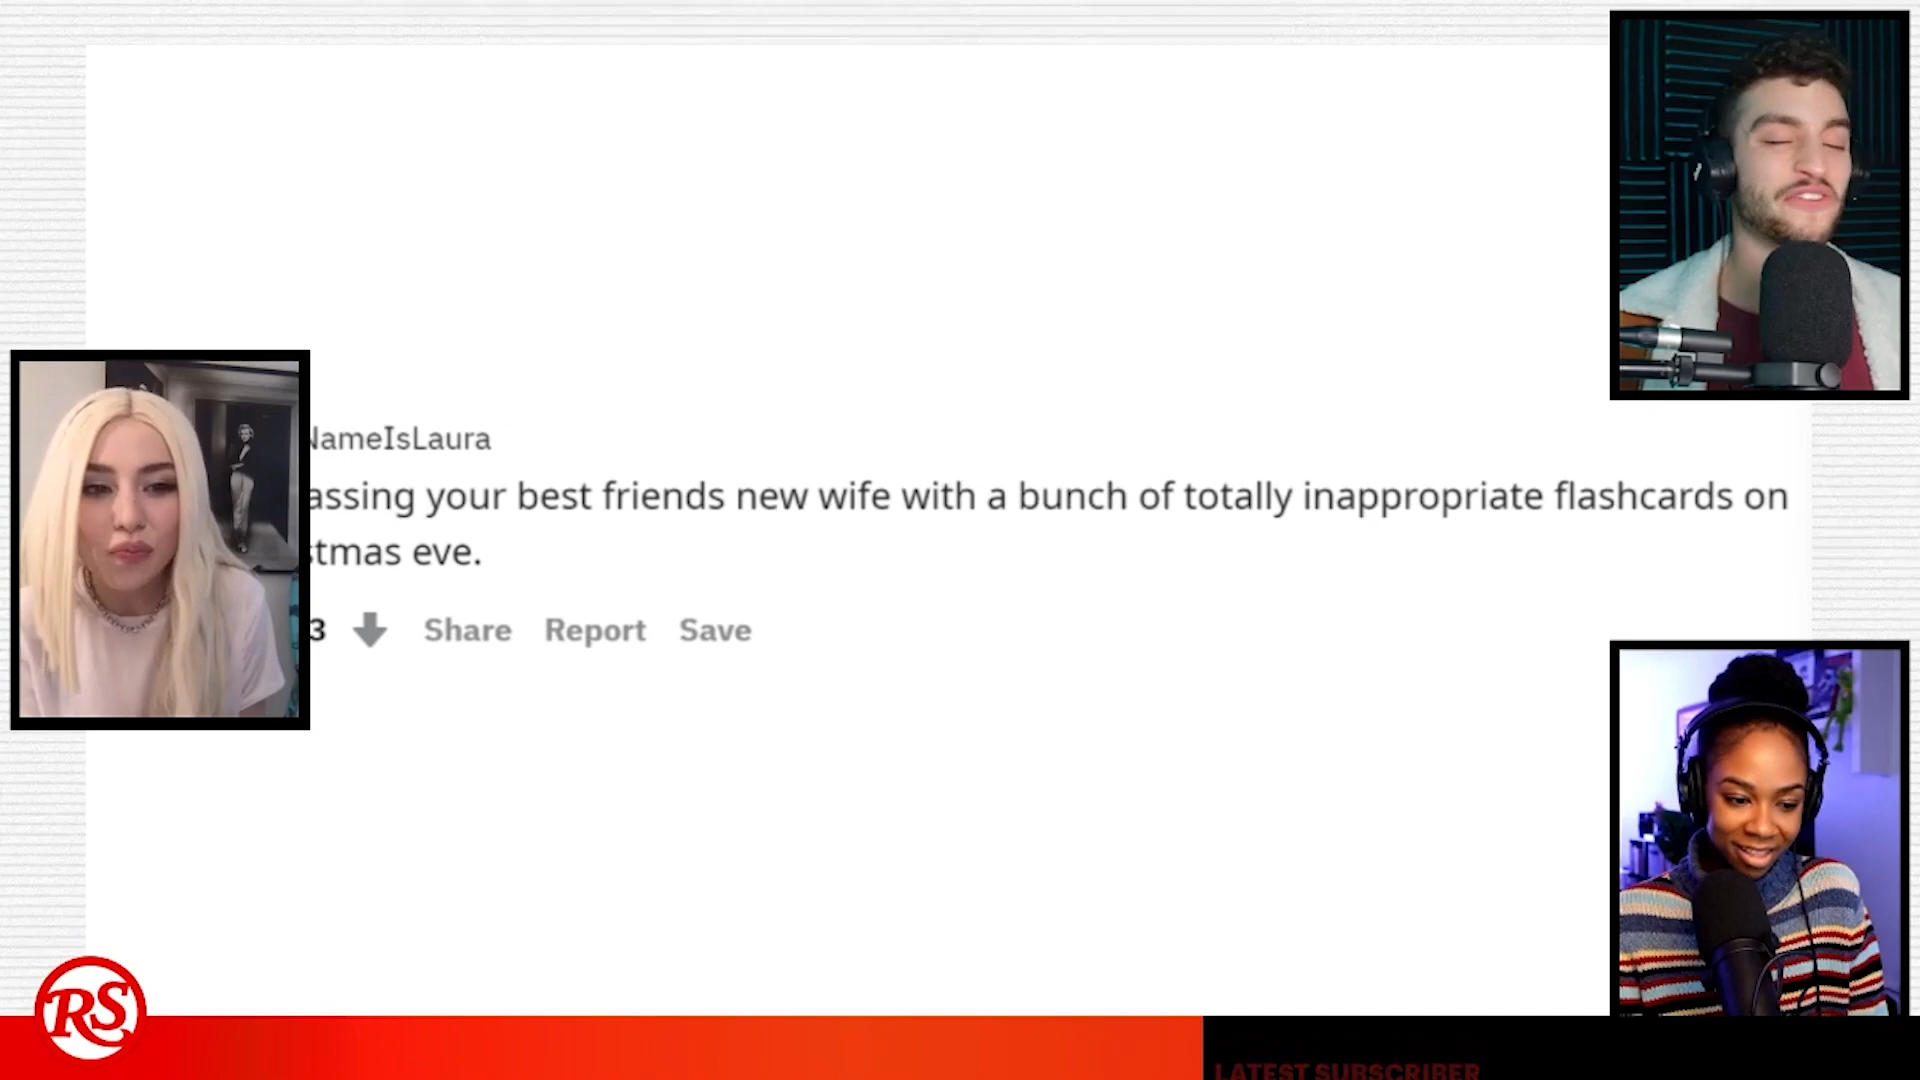 NameIsLaura
assing your best friends new wife with a bunch of totally inappropriate flashcards on
stmas eve.
3 Share Report Save
RS
LATEST SUBSCRIBER